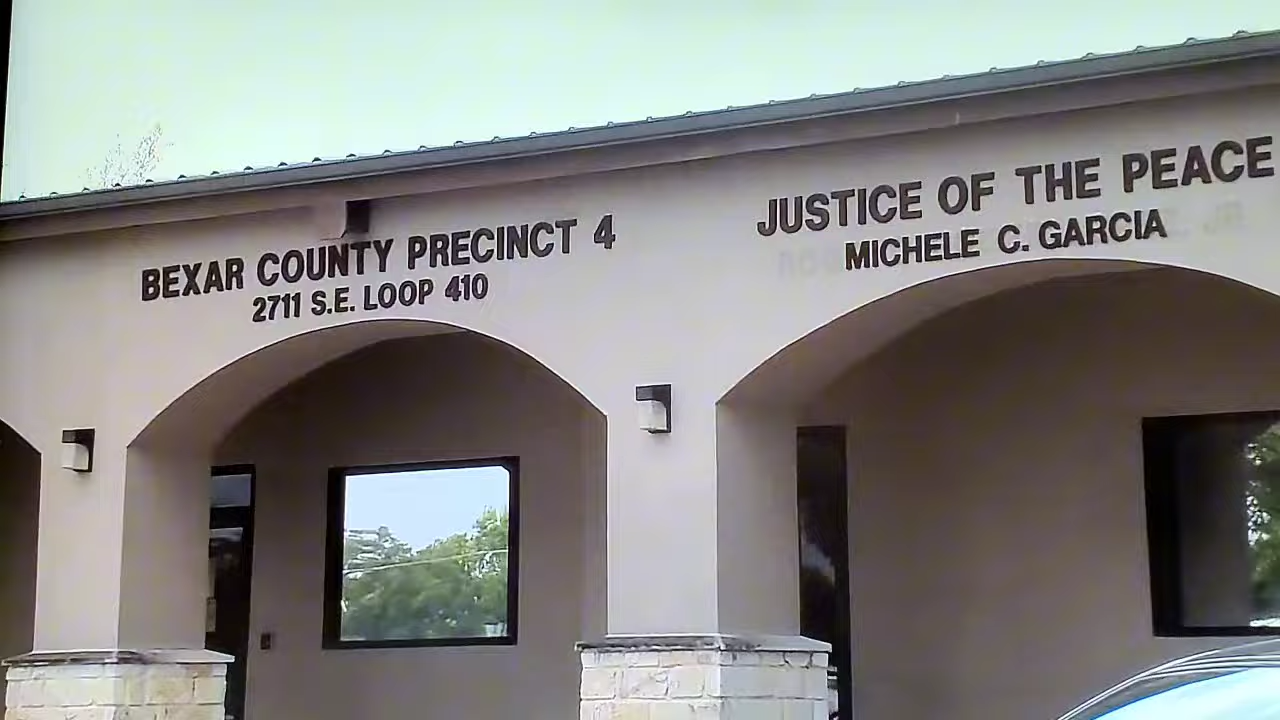 BEXAR COUNTY PRECINCT 4
2711 S.E. LOOP 410
JUSTICE OF THE PEACE
MICHELE C. GARCIA